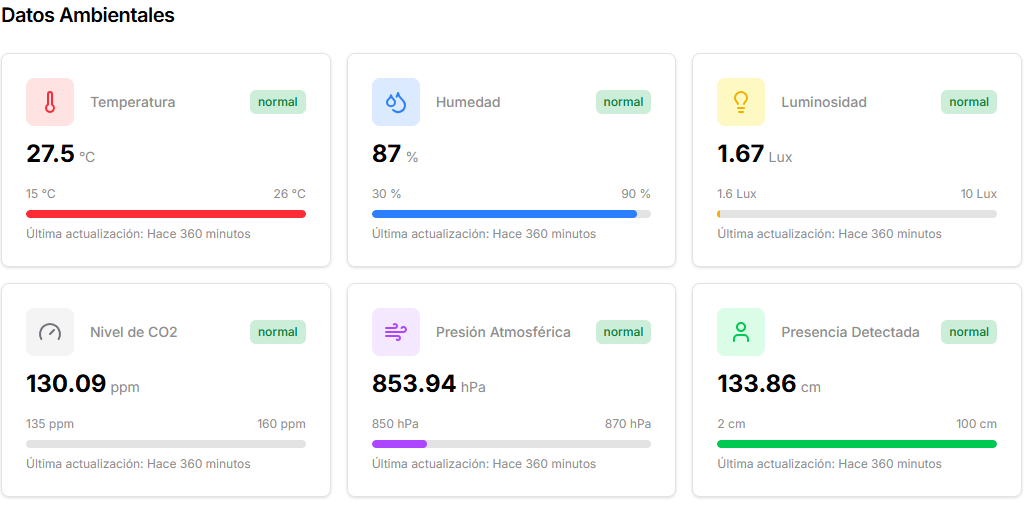 Datos Ambientales
Temperatura normal
27.5 °C
15 °C 26 °C
Última actualización: Hace 360 minutos
Humedad normal
87 %
30 % 90 %
Última actualización: Hace 360 minutos
Luminosidad normal
1.67 Lux
1.6 Lux 10 Lux
Última actualización: Hace 360 minutos
Nivel de CO2 normal
130.09 ppm
135 ppm 160 ppm
Última actualización: Hace 360 minutos
Presión Atmosférica normal
853.94 hPa
850 hPa 870 hPa
Última actualización: Hace 360 minutos
Presencia Detectada normal
133.86 cm
2 cm 100 cm
Última actualización: Hace 360 minutos